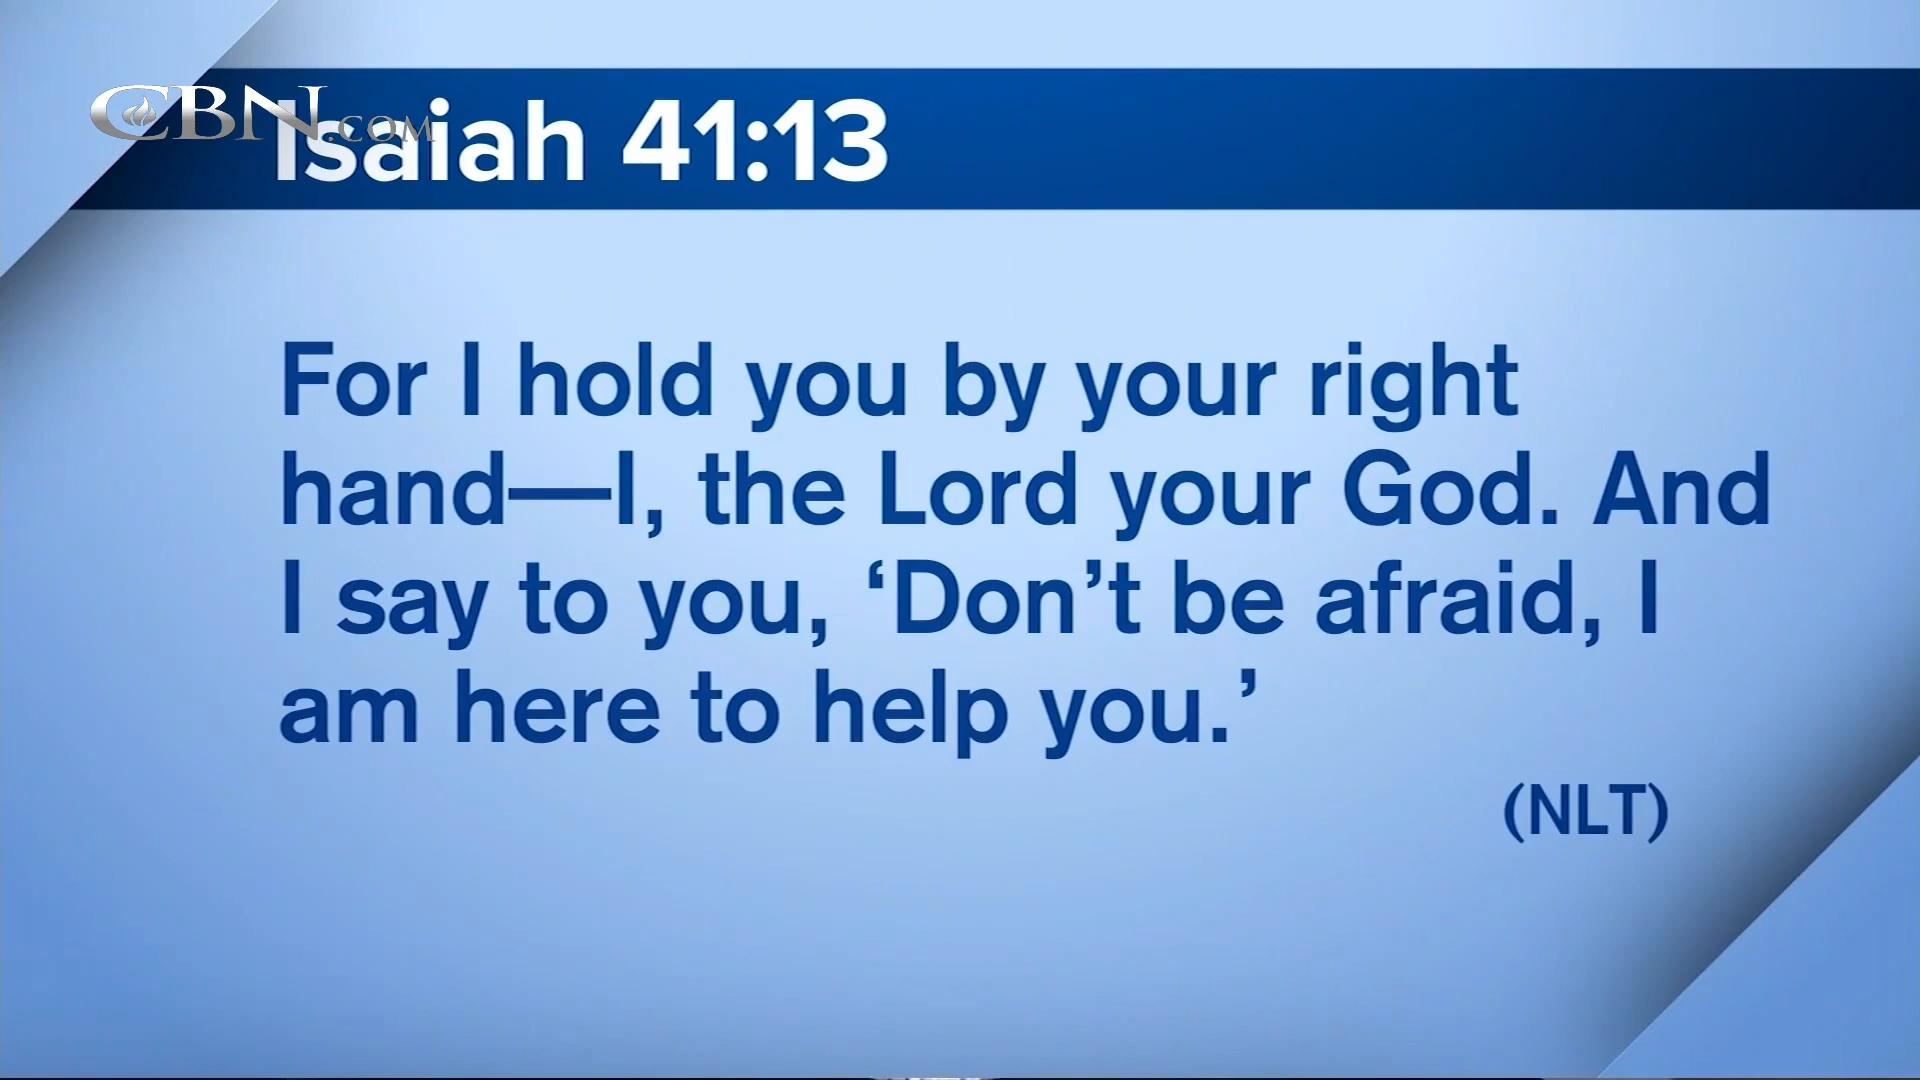 CBN.COM
Isaiah 41:13
For I hold you by your right
hand—I, the Lord your God. And
I say to you, ‘Don’t be afraid, I
am here to help you.’
(NLT)